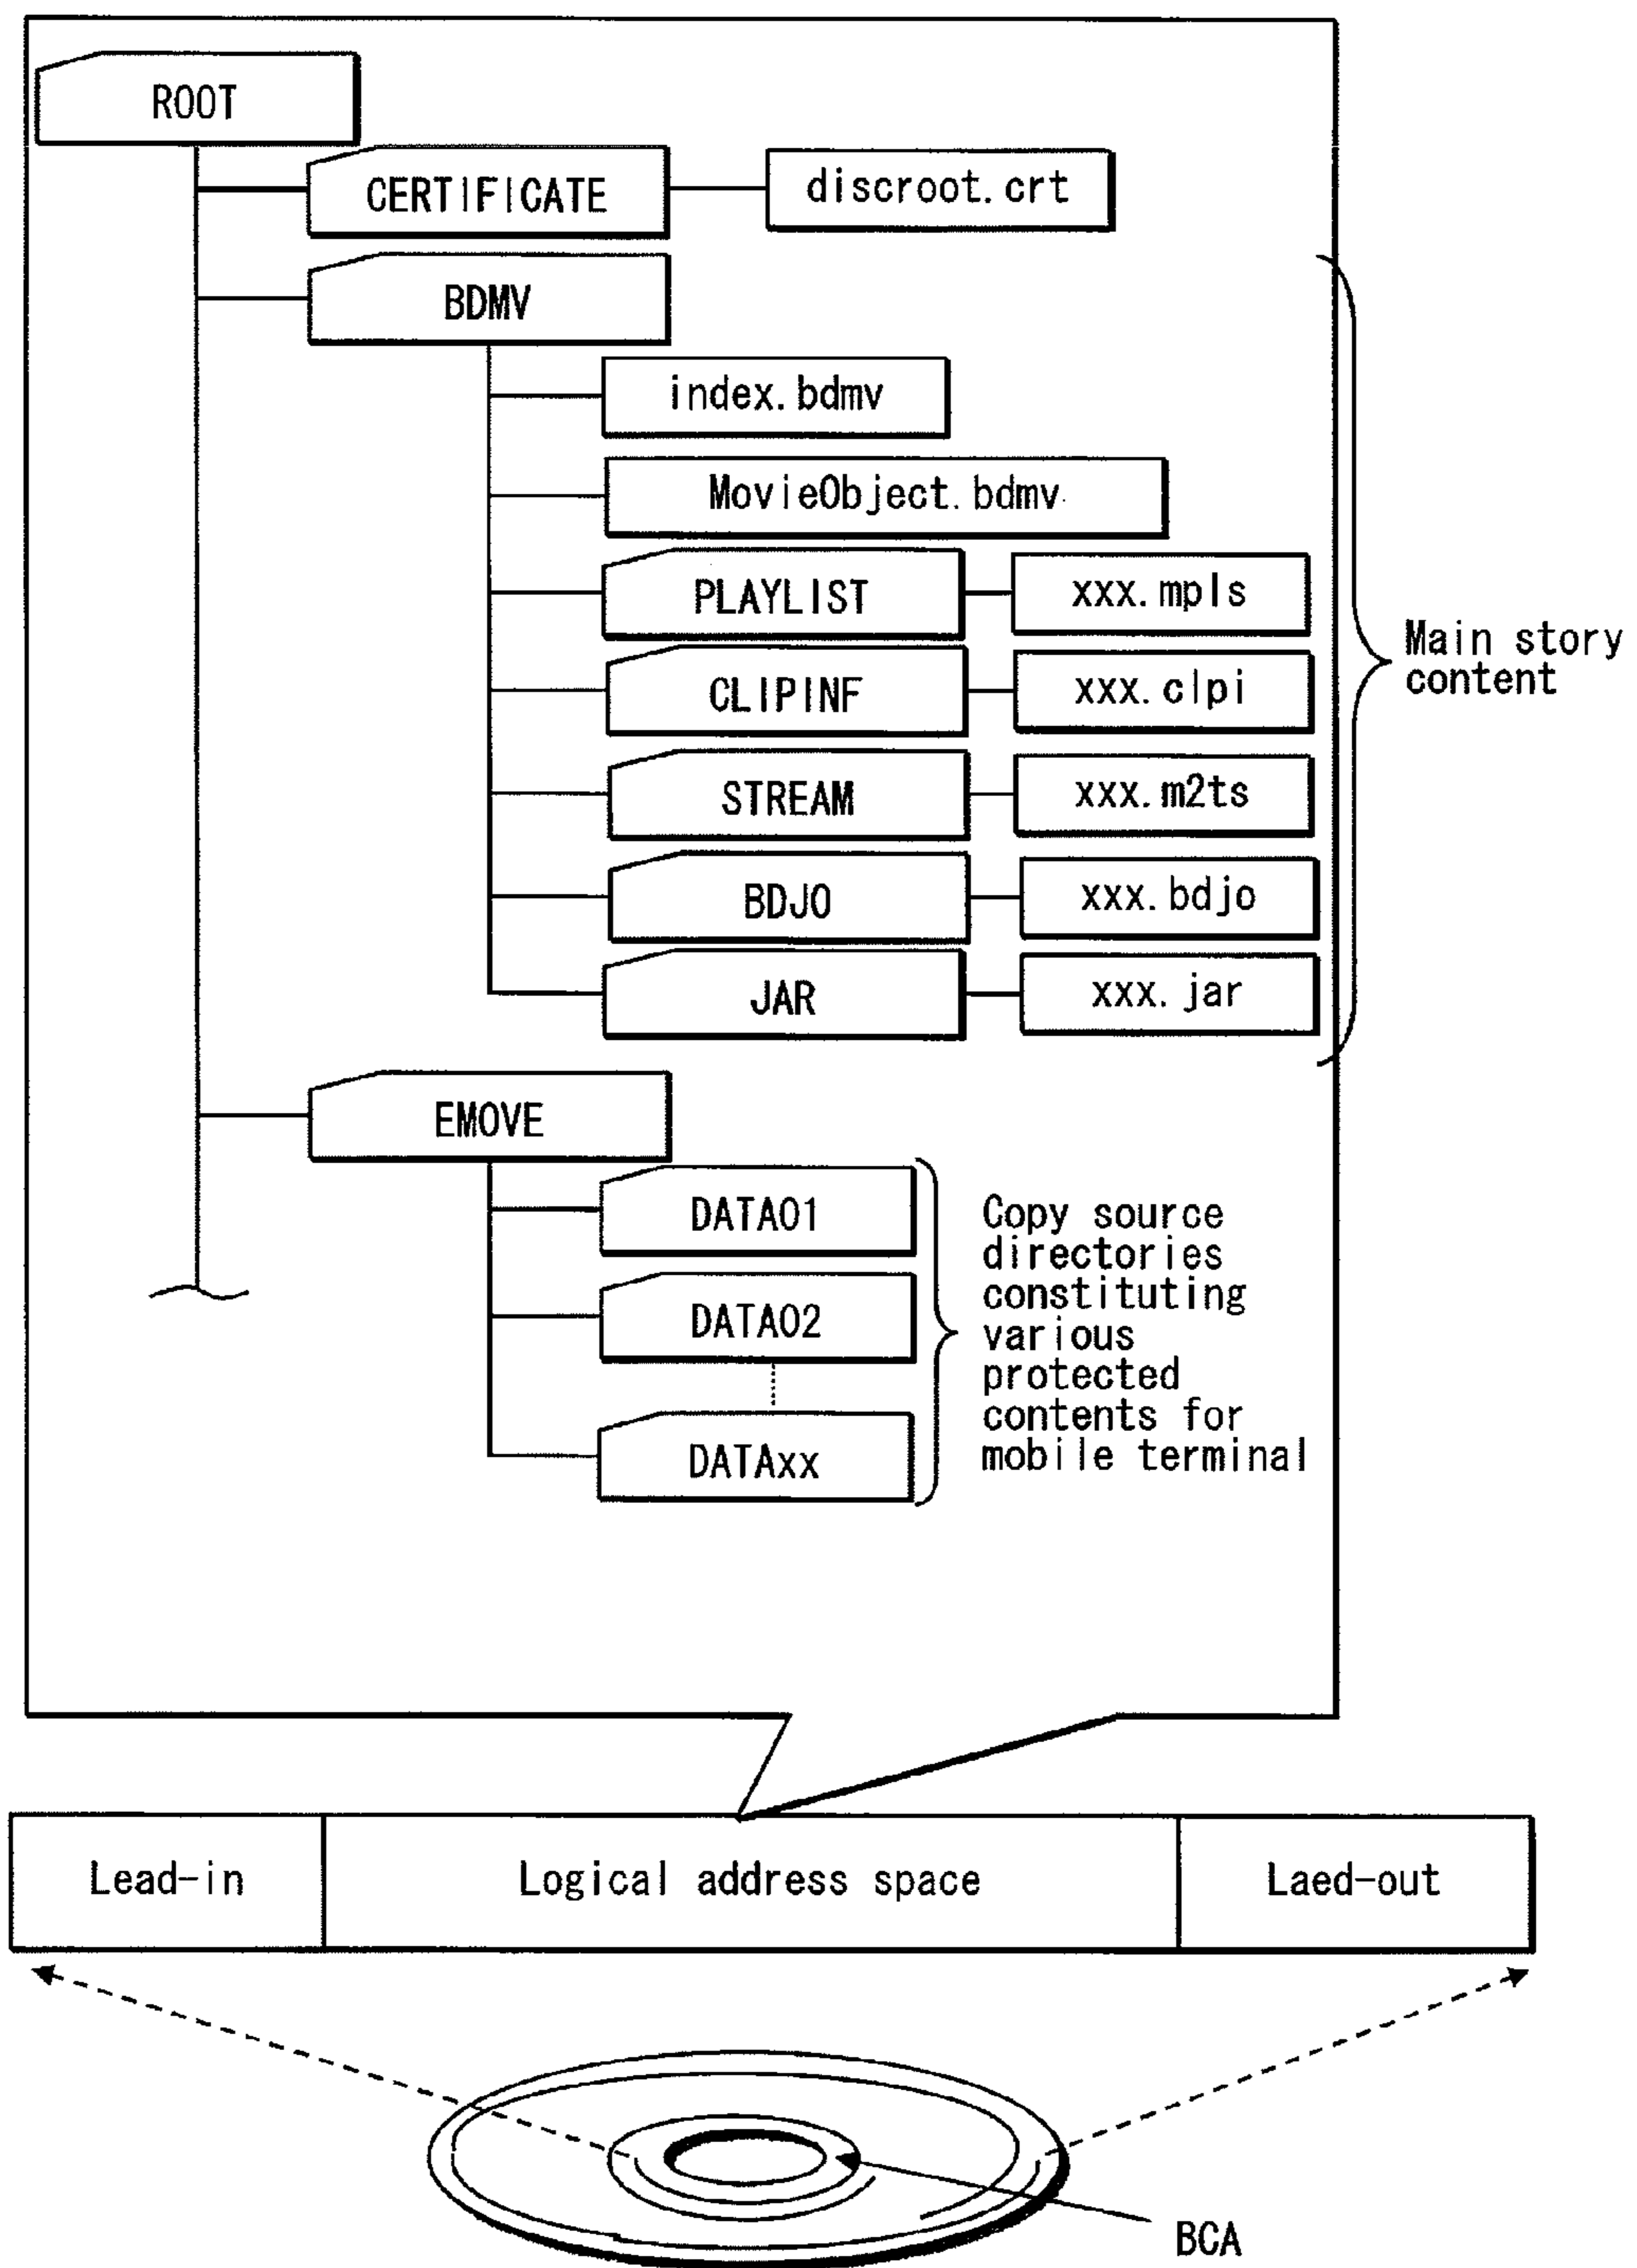 ROOT
CERTIFICATE
discroot.crt
BDMV
index.bdmv
MovieObject.bdmv
PLAYLIST
xxx.mpls
CLIPINF
xxx.clpi
STREAM
xxx.m2ts
BDJO
xxx.bdjo
JAR
xxx.jar
Main story
content
EMOVE
DATA01
DATA02
DATAxx
Copy source
directories
constituting
various
protected
contents for
mobile terminal
Lead-in
Logical address space
Laed-out
BCA